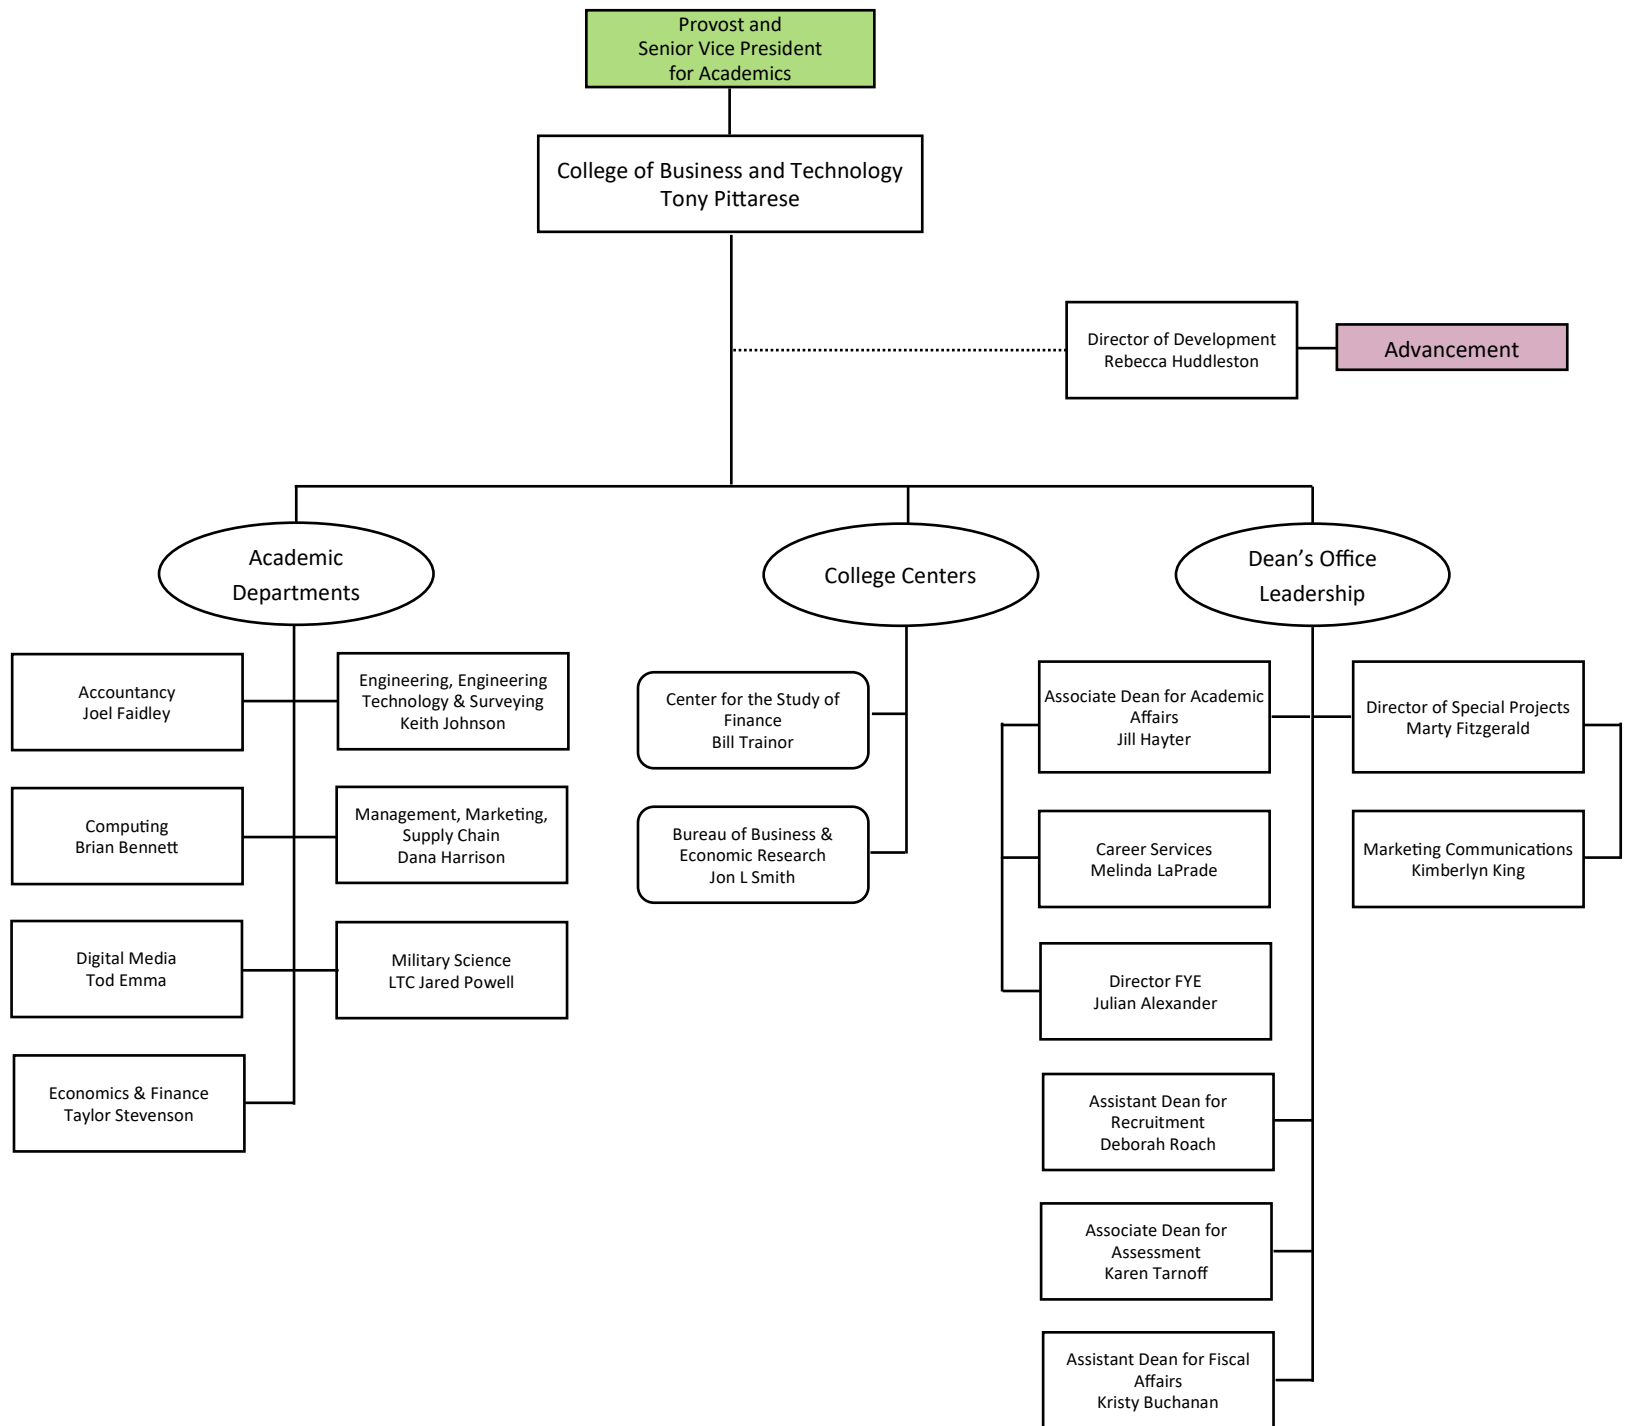 Provost and
Senior Vice President
for Academics
College of Business and Technology
Tony Pittarese
Director of Development
Rebecca Huddleston
Advancement
Academic
Departments
College Centers
Dean’s Office
Leadership
Accountancy
Joel Faidley
Engineering, Engineering
Technology & Surveying
Keith Johnson
Computing
Brian Bennett
Management, Marketing,
Supply Chain
Dana Harrison
Digital Media
Tod Emma
Military Science
LTC Jared Powell
Economics & Finance
Taylor Stevenson
Center for the Study of
Finance
Bill Trainor
Bureau of Business &
Economic Research
Jon L Smith
Associate Dean for Academic
Affairs
Jill Hayter
Director of Special Projects
Marty Fitzgerald
Career Services
Melinda LaPrade
Marketing Communications
Kimberlyn King
Director FYE
Julian Alexander
Assistant Dean for
Recruitment
Deborah Roach
Associate Dean for
Assessment
Karen Tarnoff
Assistant Dean for Fiscal
Affairs
Kristy Buchanan